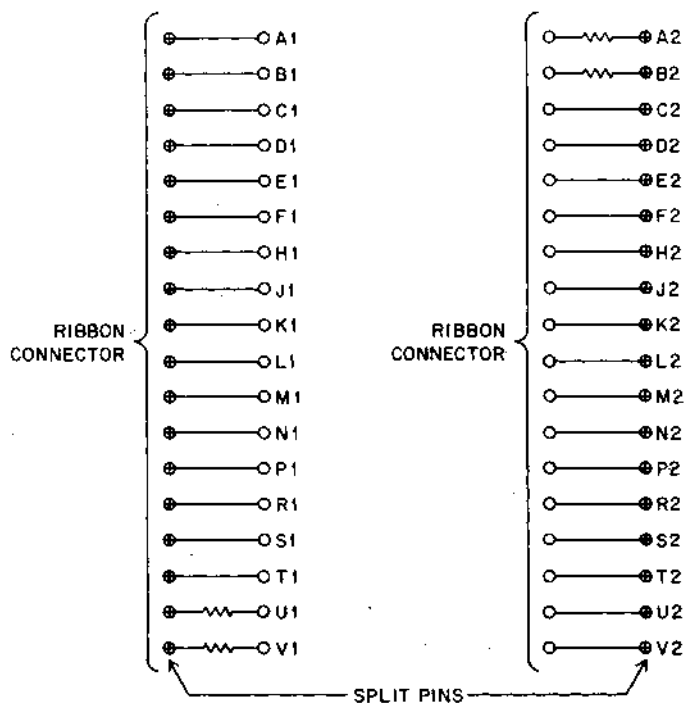 A1
B1
C1
D1
E1
F1
H1
J1
K1
L1
M1
N1
P1
R1
S1
T1
U1
V1
RIBBON
CONNECTOR
A2
B2
C2
D2
E2
F2
H2
J2
K2
L2
M2
N2
P2
R2
S2
T2
U2
V2
RIBBON
CONNECTOR
SPLIT PINS